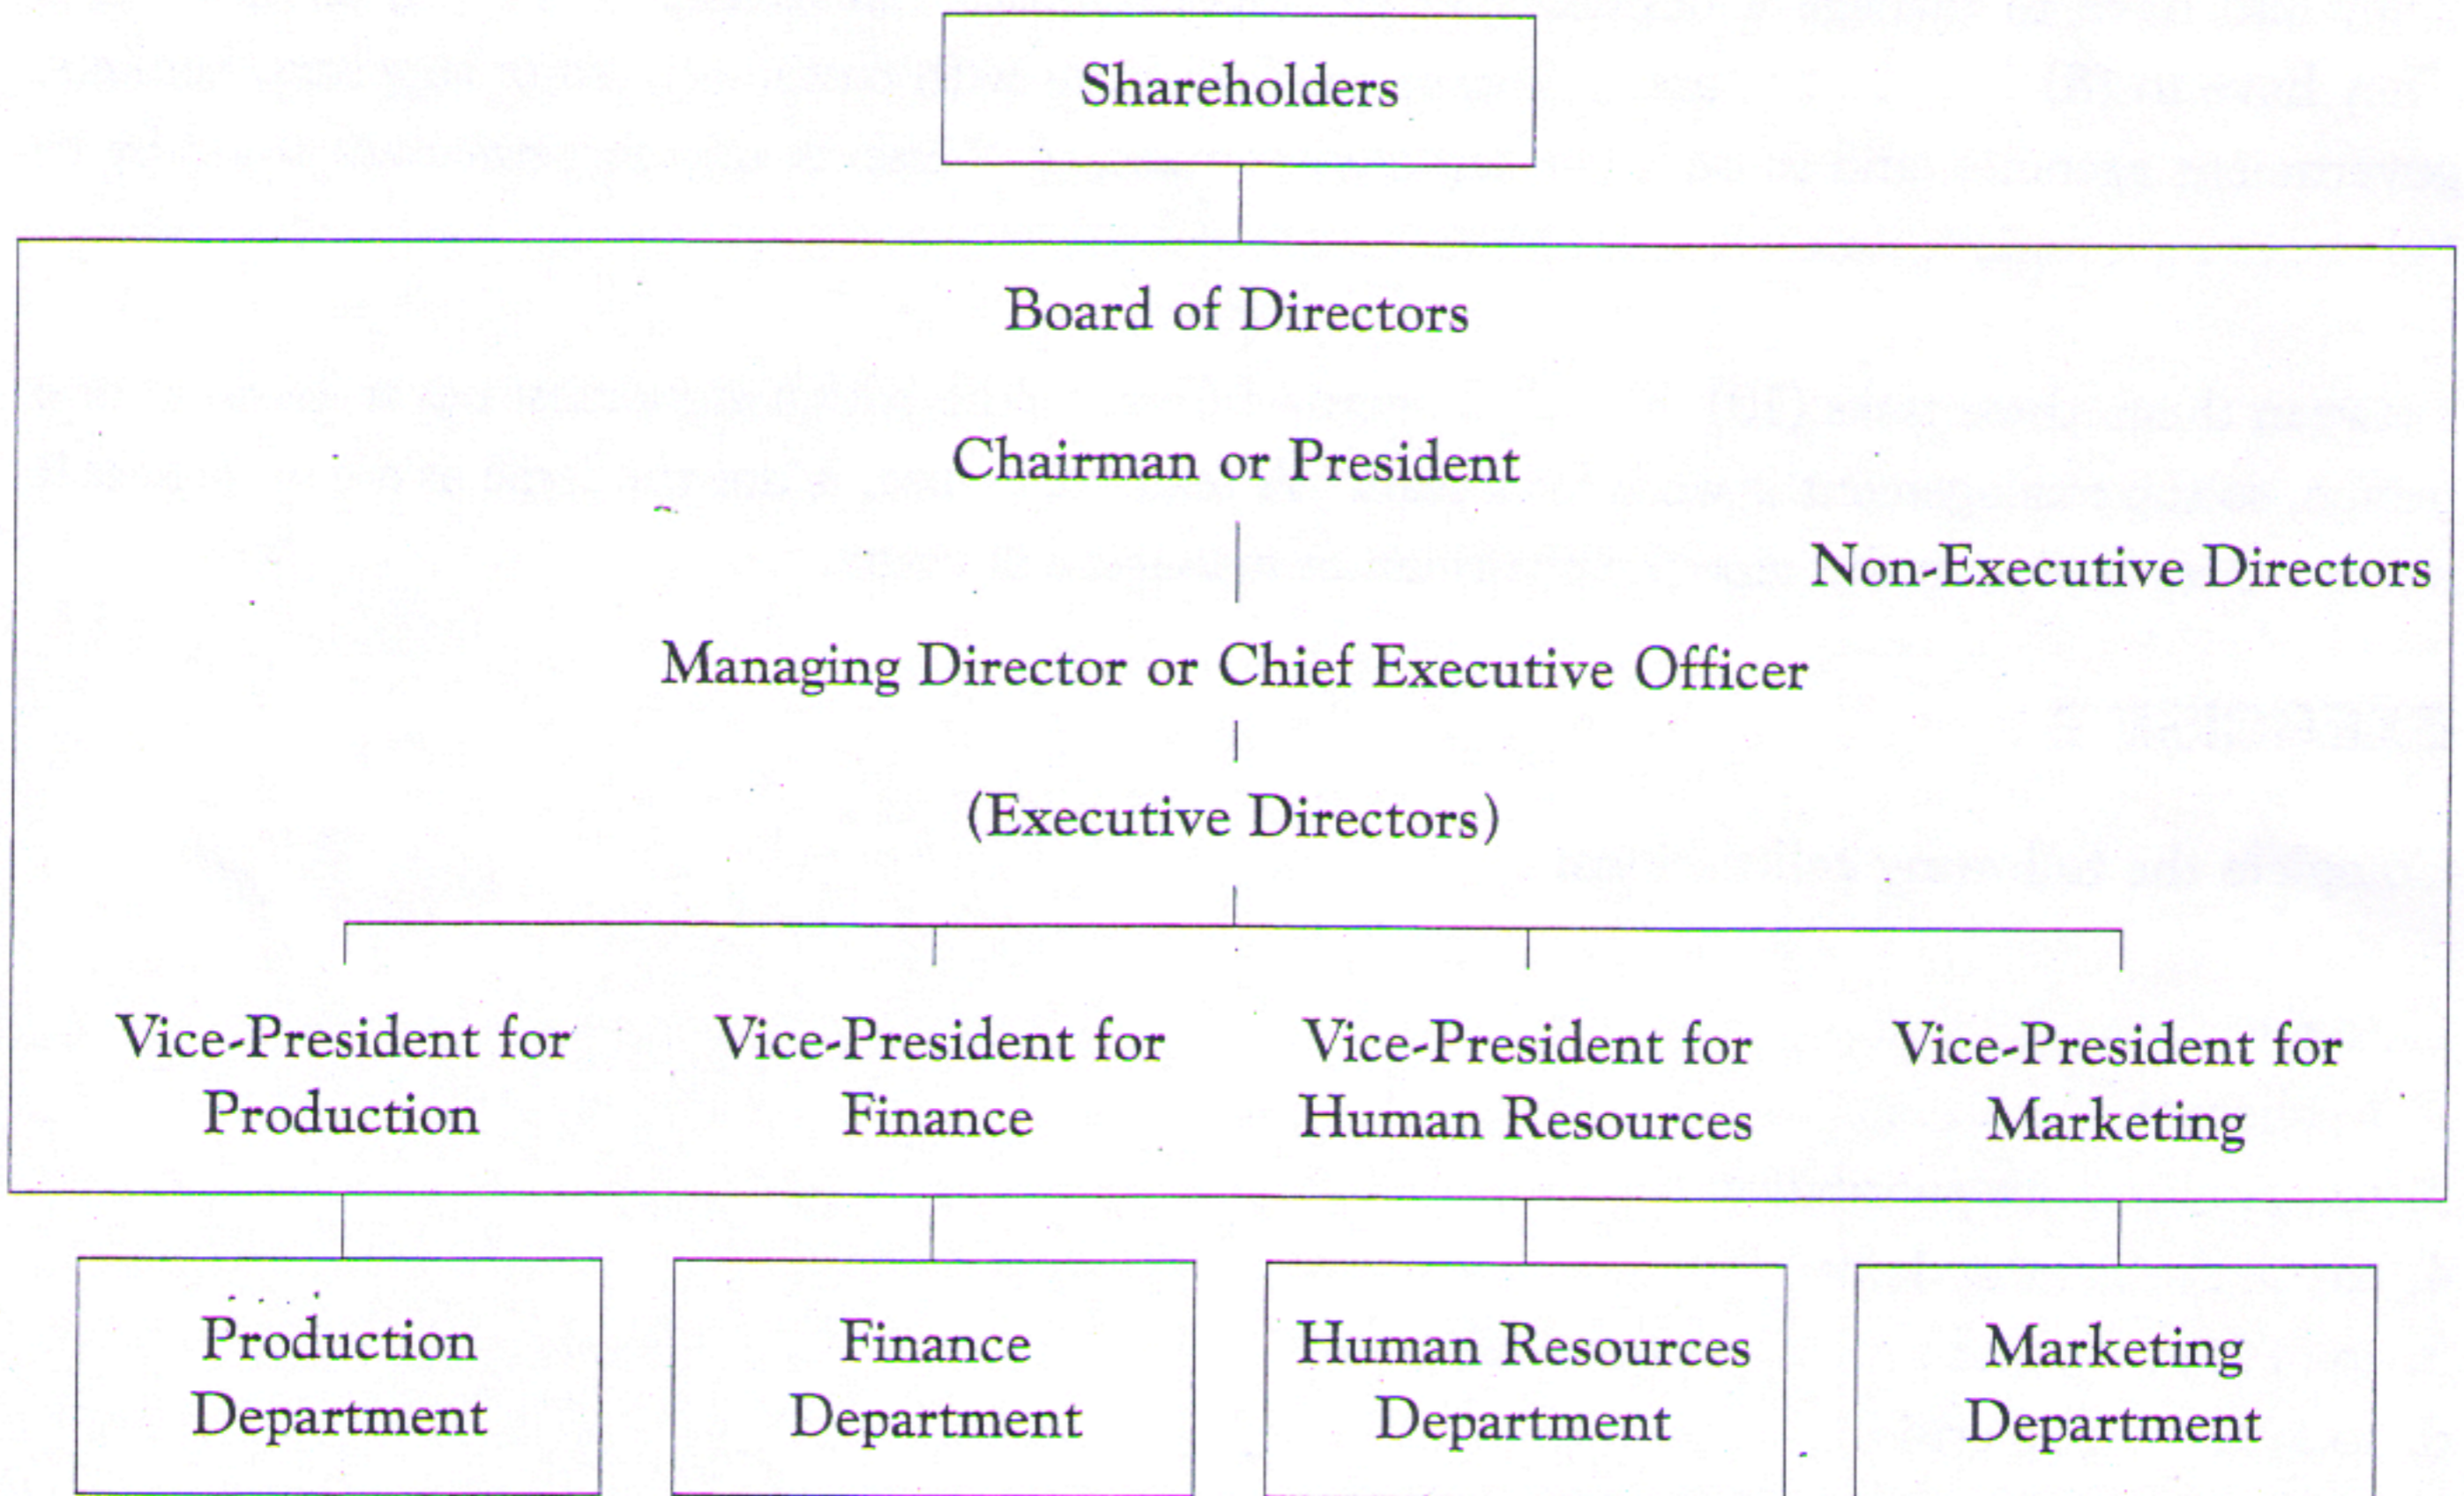 Shareholders
Board of Directors
Chairman or President
Non-Executive Directors
Managing Director or Chief Executive Officer
(Executive Directors)
Vice-President for
Production
Vice-President for
Finance
Vice-President for
Human Resources
Vice-President for
Marketing
Production
Department
Finance
Department
Human Resources
Department
Marketing
Department